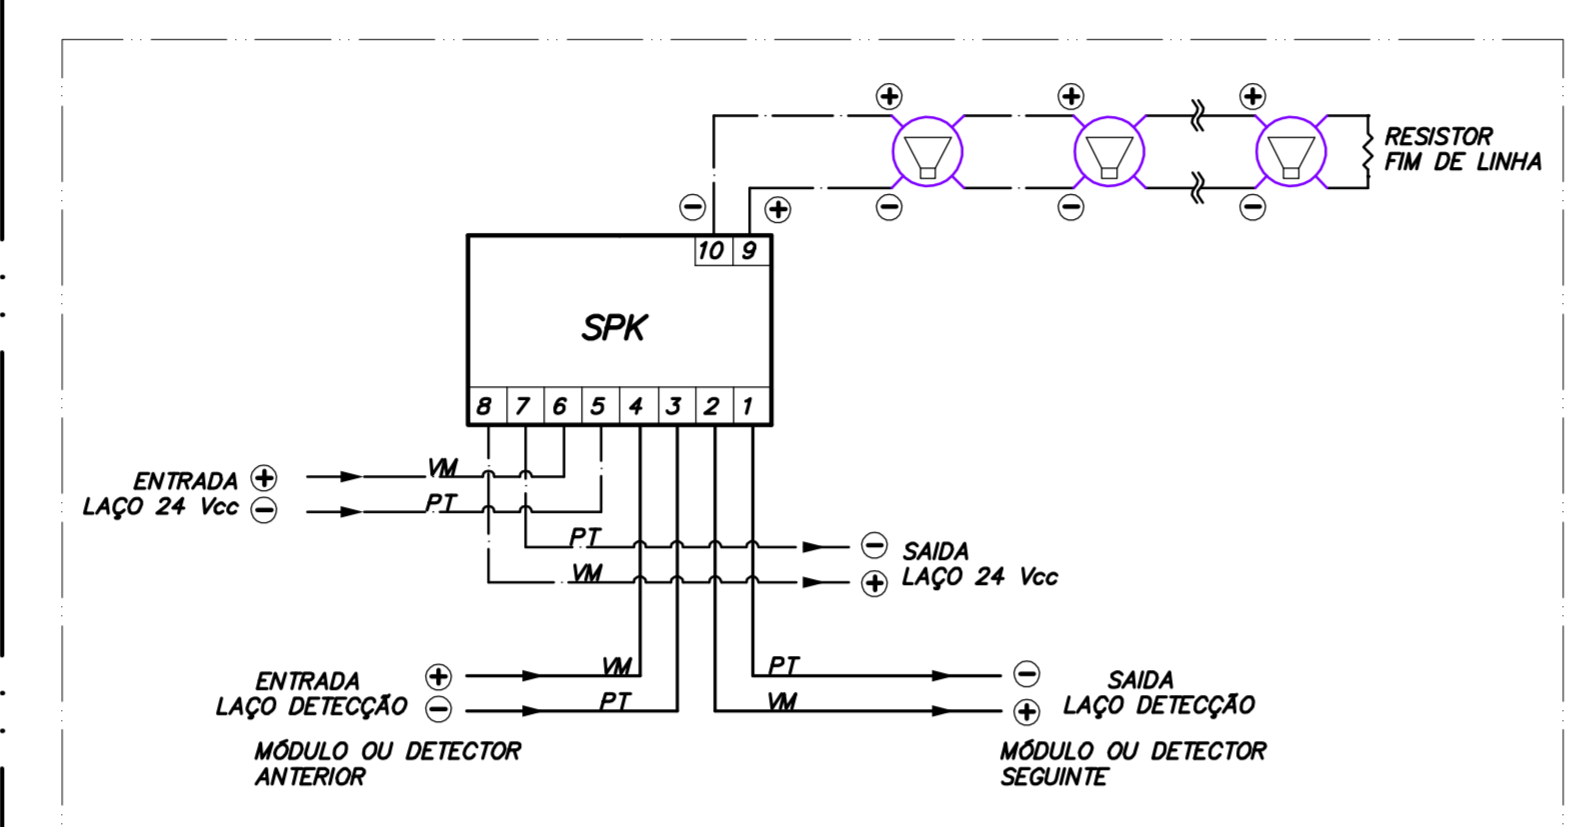 + + +
RESISTOR
FIM DE LINHA
− + − − −
10 9
SPK
8 7 6 5 4 3 2 1
ENTRADA + VM
LAÇO 24 Vcc − PT
PT − SAIDA
VM + LAÇO 24 Vcc
ENTRADA + VM
LAÇO DETECÇÃO − PT
MÓDULO OU DETECTOR
ANTERIOR
PT − SAIDA
VM + LAÇO DETECÇÃO
MÓDULO OU DETECTOR
SEGUINTE